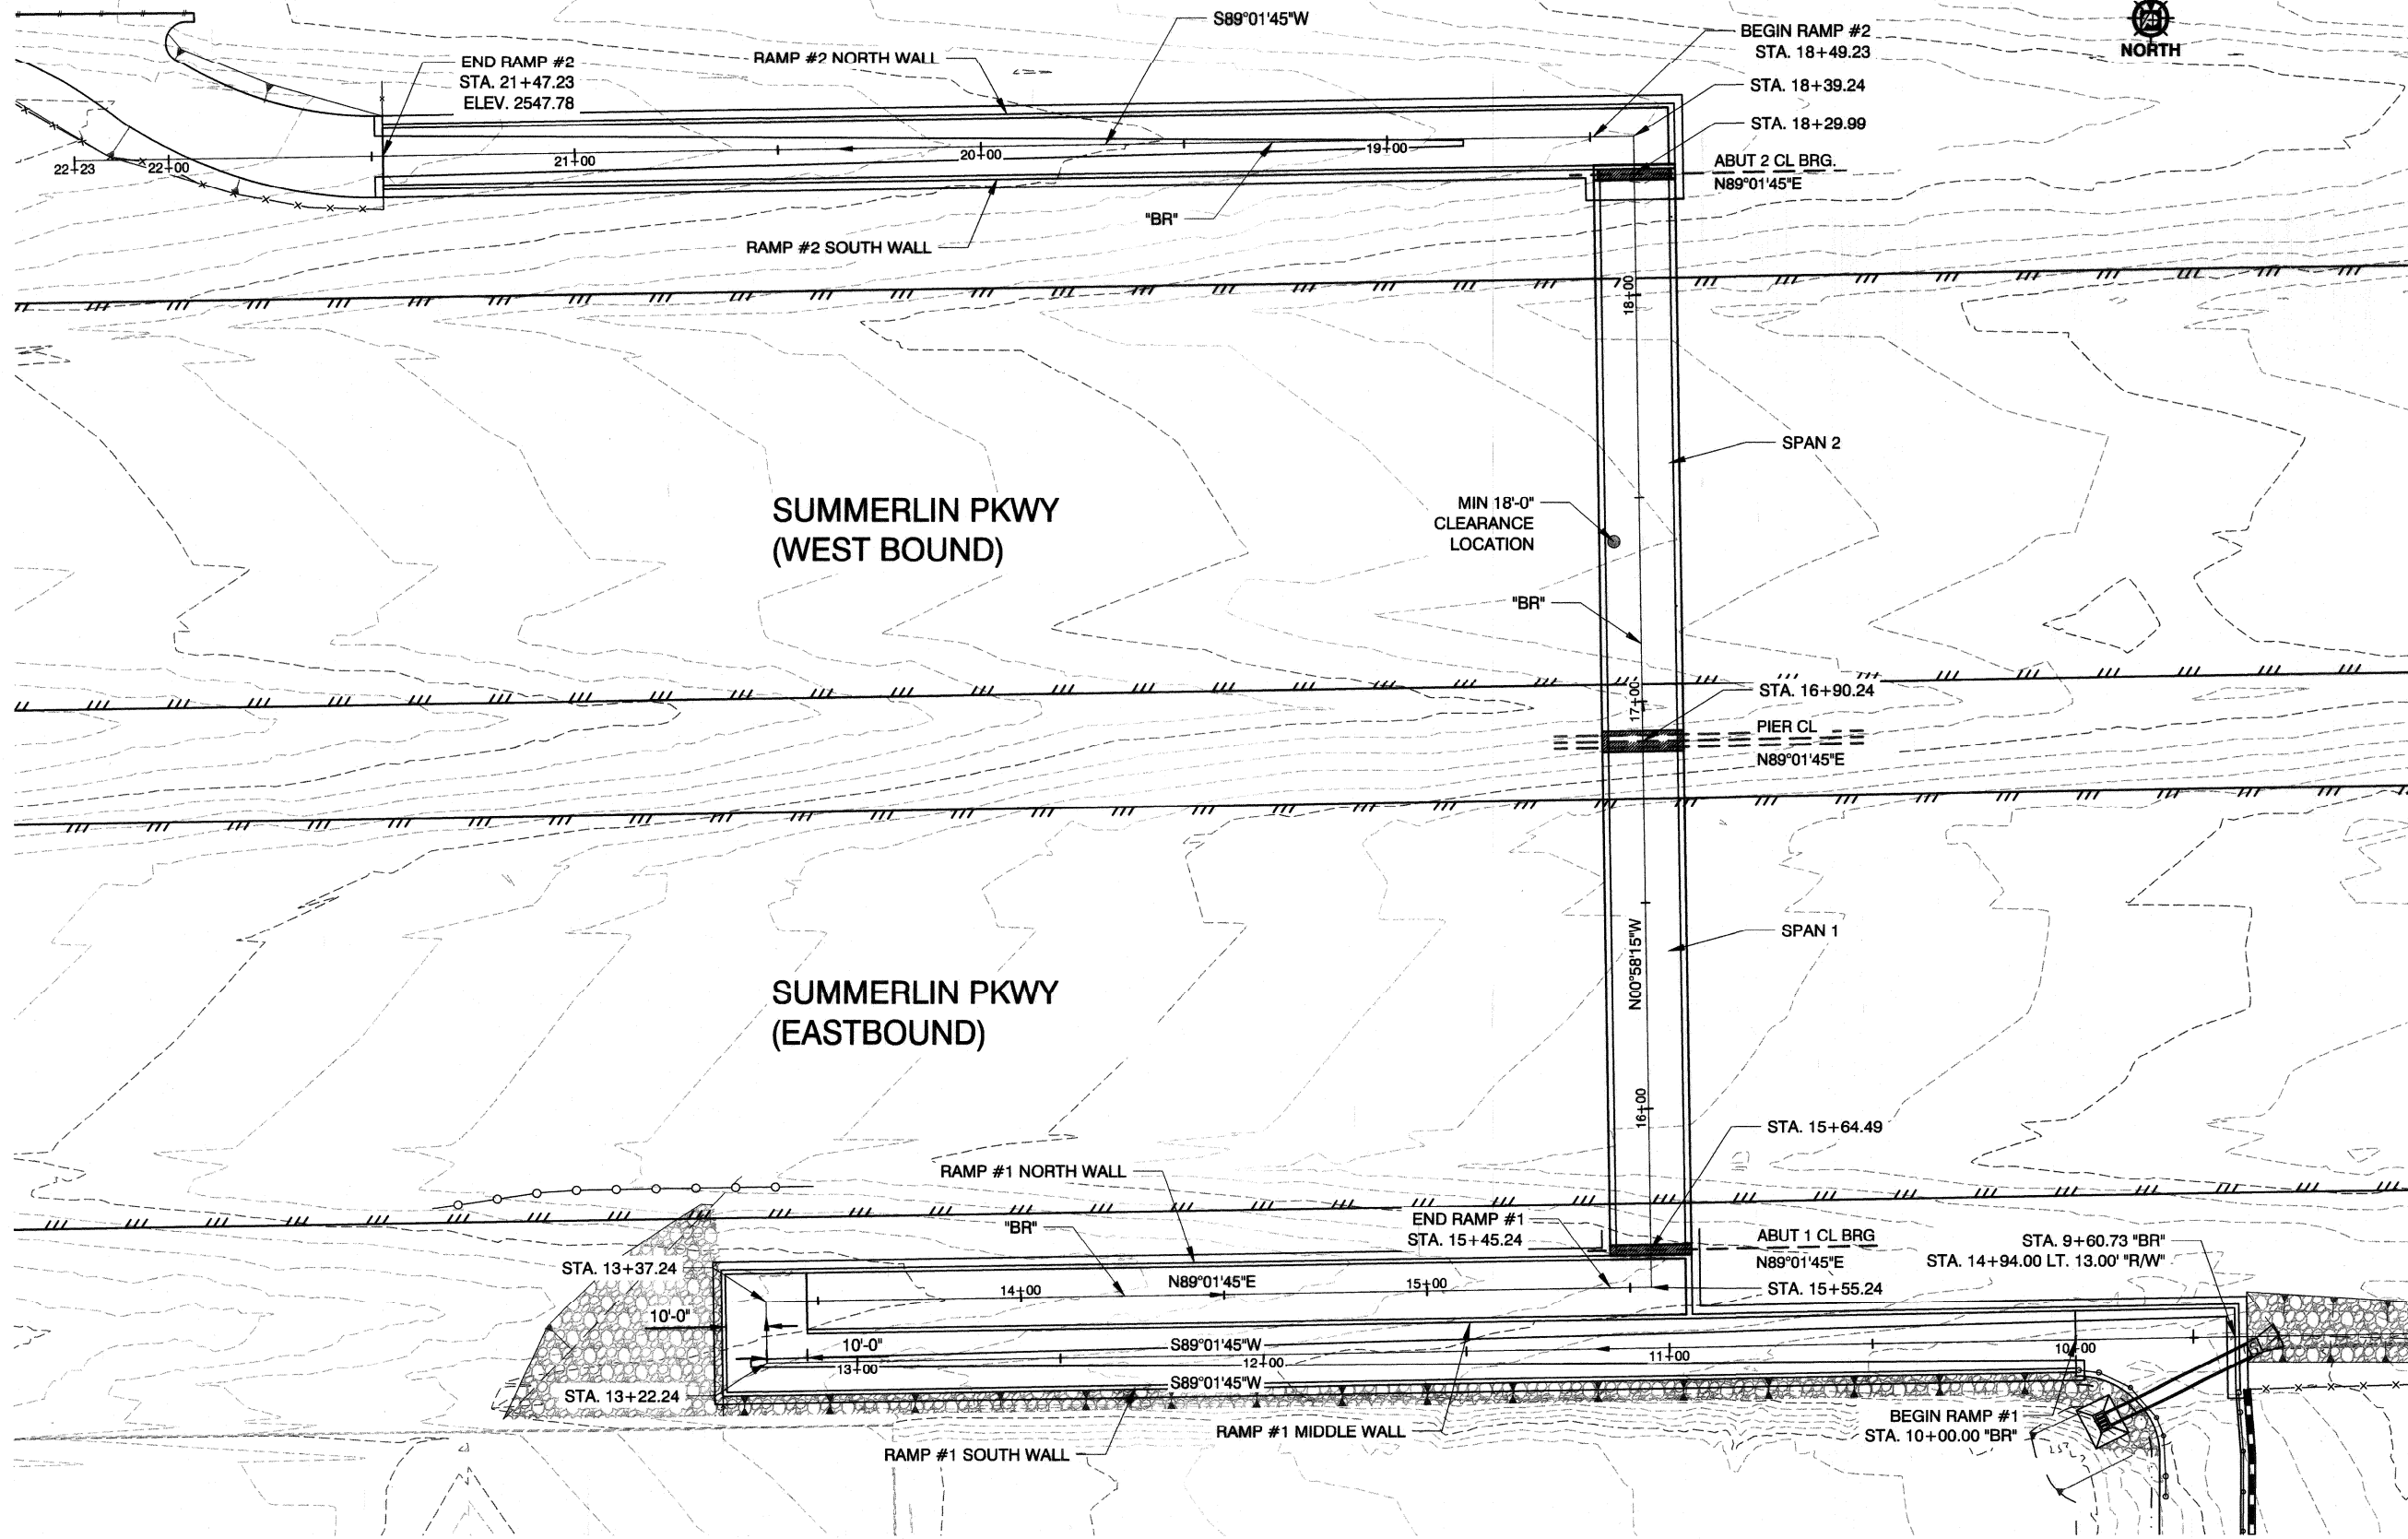 S89°01'45"W
NORTH
BEGIN RAMP #2
STA. 18+49.23
END RAMP #2
STA. 21+47.23
ELEV. 2547.78
RAMP #2 NORTH WALL
STA. 18+39.24
STA. 18+29.99
22+23
22+00
21+00
20+00
19+00
ABUT 2 CL BRG.
N89°01'45"E
"BR"
RAMP #2 SOUTH WALL
18+00
SPAN 2
SUMMERLIN PKWY
(WEST BOUND)
MIN 18'-0"
CLEARANCE
LOCATION
"BR"
17+00
STA. 16+90.24
PIER CL
N89°01'45"E
SPAN 1
N00°58'15"W
SUMMERLIN PKWY
(EASTBOUND)
16+00
STA. 15+64.49
RAMP #1 NORTH WALL
"BR"
END RAMP #1
STA. 15+45.24
ABUT 1 CL BRG
N89°01'45"E
STA. 9+60.73 "BR"
STA. 14+94.00 LT. 13.00' "R/W"
STA. 13+37.24
N89°01'45"E
14+00
15+00
STA. 15+55.24
10'-0"
10'-0"
S89°01'45"W
13+00
12+00
11+00
10+00
S89°01'45"W
STA. 13+22.24
BEGIN RAMP #1
STA. 10+00.00 "BR"
RAMP #1 MIDDLE WALL
RAMP #1 SOUTH WALL